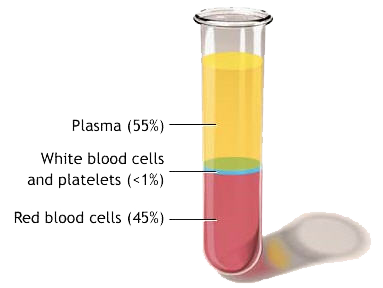 Plasma (55%)
White blood cells
and platelets (<1%)
Red blood cells (45%)